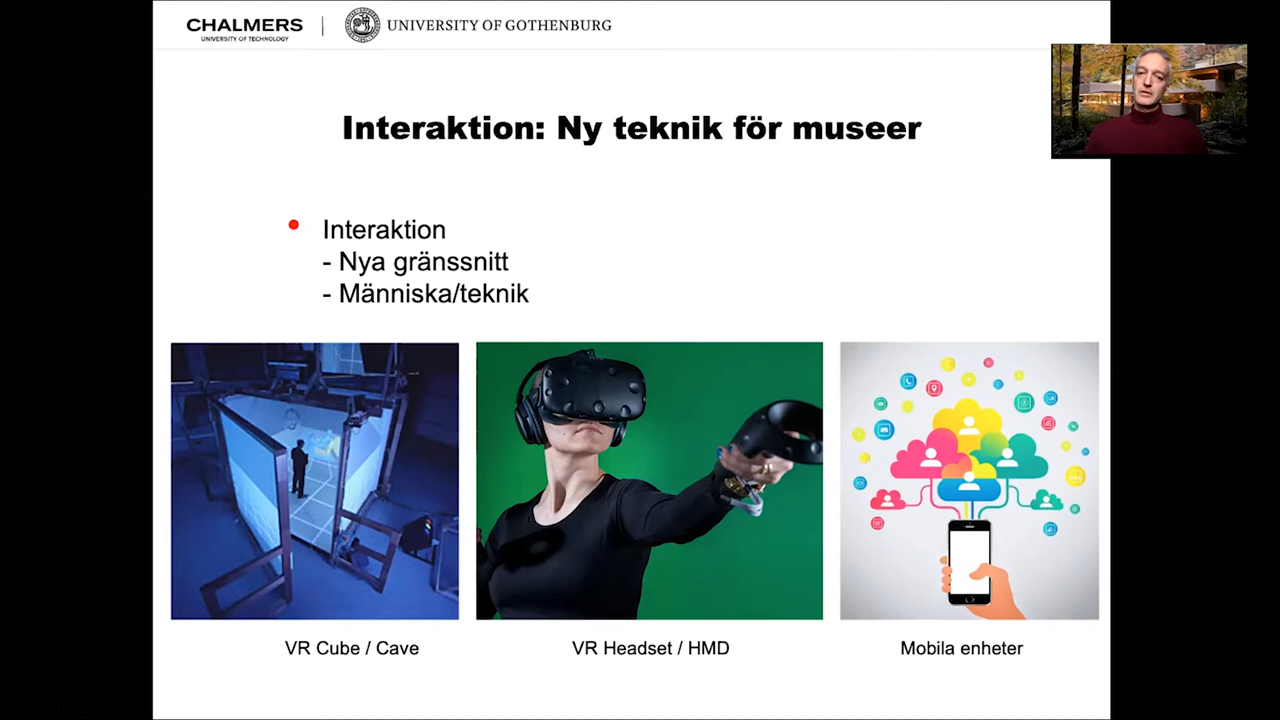 CHALMERS
UNIVERSITY OF TECHNOLOGY
UNIVERSITY OF GOTHENBURG
Interaktion: Ny teknik för museer
Interaktion
- Nya gränssnitt
- Människa/teknik
VR Cube / Cave
VR Headset / HMD
Mobila enheter